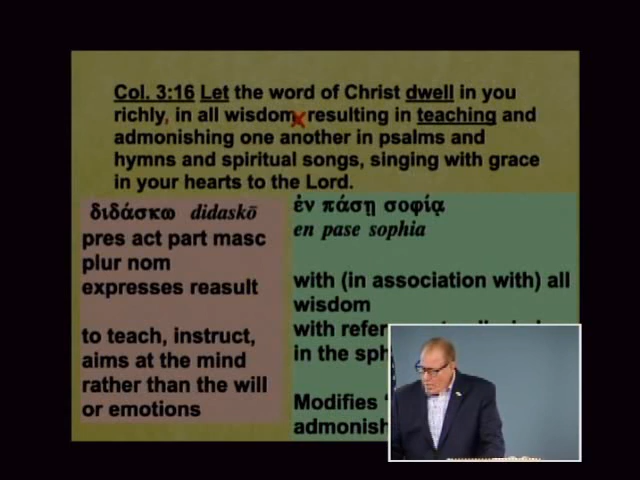 Col. 3:16 Let the word of Christ dwell in you
richly, in all wisdom, resulting in teaching and
admonishing one another in psalms and
hymns and spiritual songs, singing with grace
in your hearts to the Lord.
διδάσκω didaskō
pres act part masc
plur nom
expresses reasult
to teach, instruct,
aims at the mind
rather than the will
or emotions
ἐν πάσῃ σοφίᾳ
en pase sophia
with (in association with) all
wisdom
with
in the
Modifies